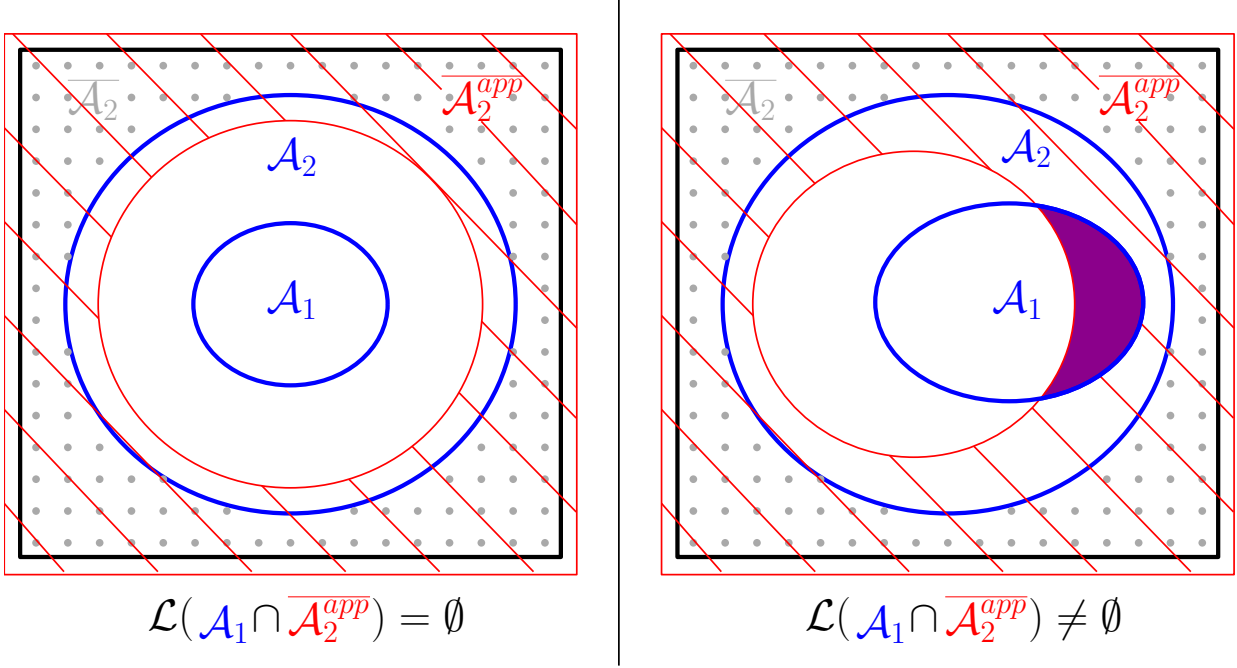 $\overline{\mathcal{A}_2}$ $\overline{\mathcal{A}_2^{app}}$
$\mathcal{A}_2$
$\mathcal{A}_1$
$\mathcal{L}(\mathcal{A}_1 \cap \overline{\mathcal{A}_2^{app}}) = \emptyset$
$\overline{\mathcal{A}_2}$ $\overline{\mathcal{A}_2^{app}}$
$\mathcal{A}_2$
$\mathcal{A}_1$
$\mathcal{L}(\mathcal{A}_1 \cap \overline{\mathcal{A}_2^{app}}) \neq \emptyset$